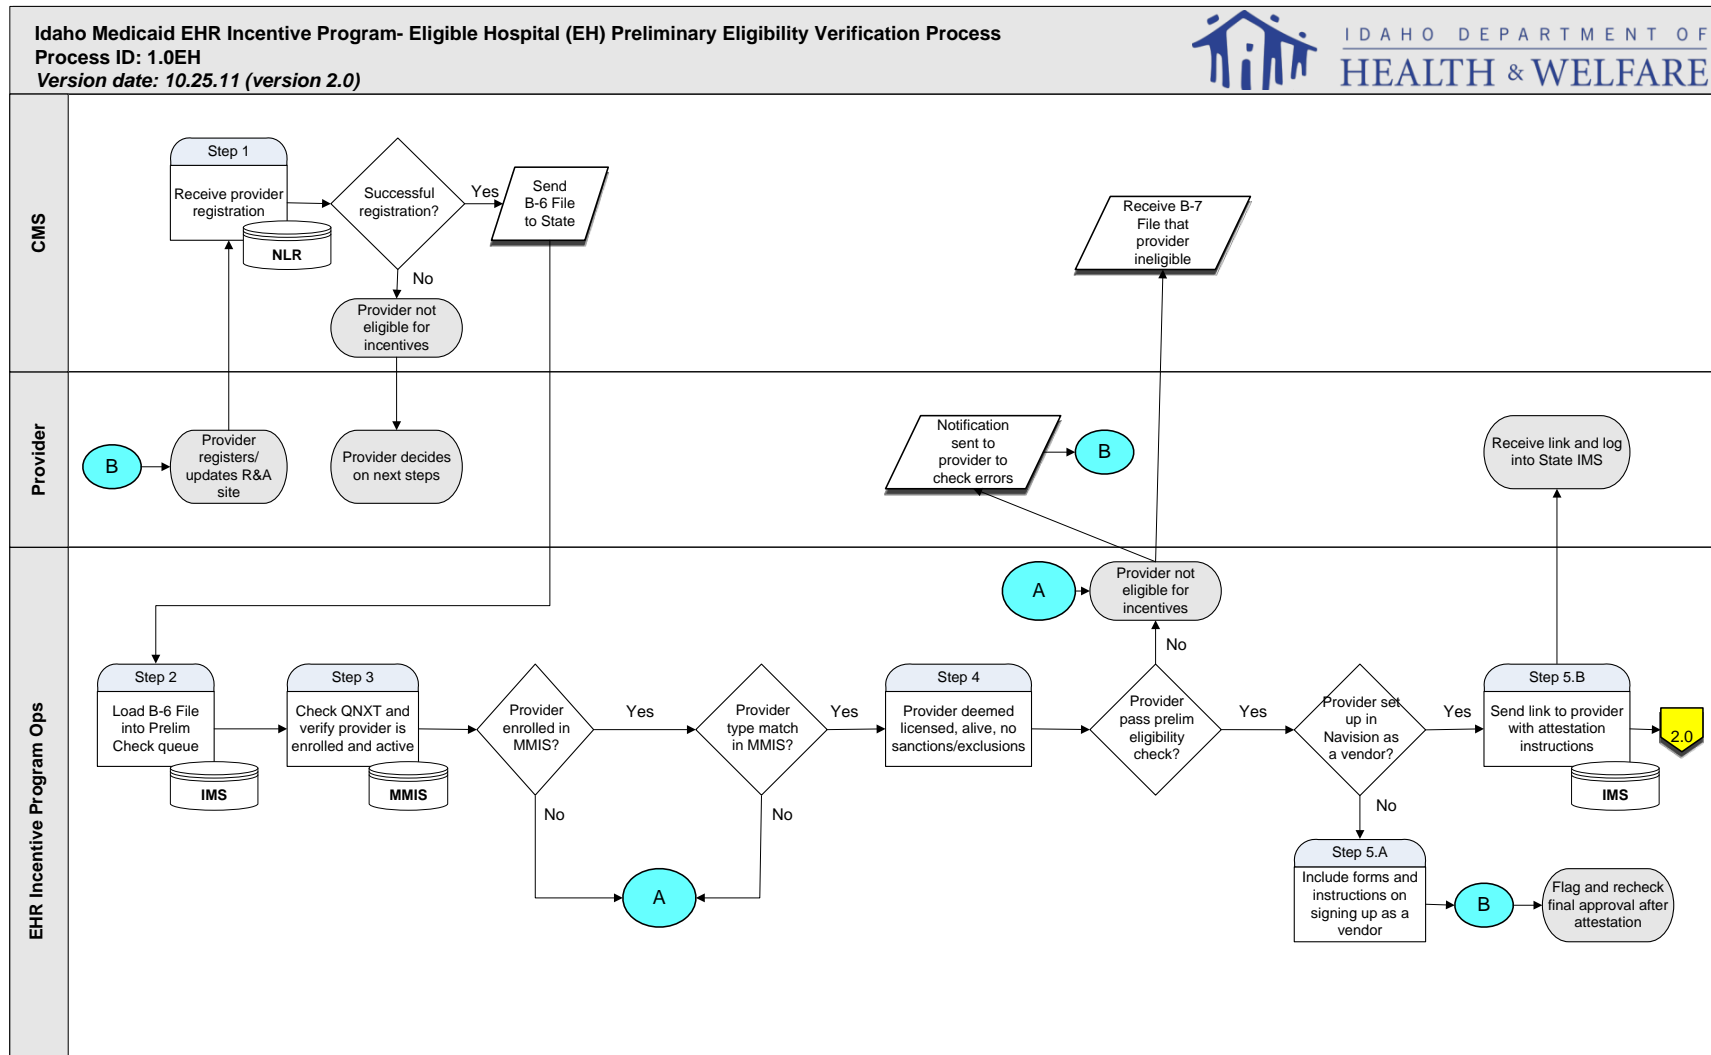 Idaho Medicaid EHR Incentive Program- Eligible Hospital (EH) Preliminary Eligibility Verification Process
Process ID: 1.0EH
Version date: 10.25.11 (version 2.0)
IDAHO DEPARTMENT OF
HEALTH & WELFARE
CMS
Step 1
Receive provider
registration
NLR
Successful
registration?
Yes
No
Send
B-6 File
to State
Provider not
eligible for
incentives
Receive B-7
File that
provider
ineligible
Provider
B
Provider
registers/
updates R&A
site
Provider decides
on next steps
Notification
sent to
provider to
check errors
B
Receive link and log
into State IMS
EHR Incentive Program Ops
A
Provider not
eligible for
incentives
No
Step 2
Load B-6 File
into Prelim
Check queue
IMS
Step 3
Check QNXT and
verify provider is
enrolled and active
MMIS
Provider
enrolled in
MMIS?
Yes
No
Provider
type match
in MMIS?
Yes
No
A
Step 4
Provider deemed
licensed, alive, no
sanctions/exclusions
Provider
pass prelim
eligibility
check?
Yes
Provider set
up in
Navision as
a vendor?
Yes
No
Step 5.B
Send link to provider
with attestation
instructions
IMS
2.0
Step 5.A
Include forms and
instructions on
signing up as a
vendor
B
Flag and recheck
final approval after
attestation